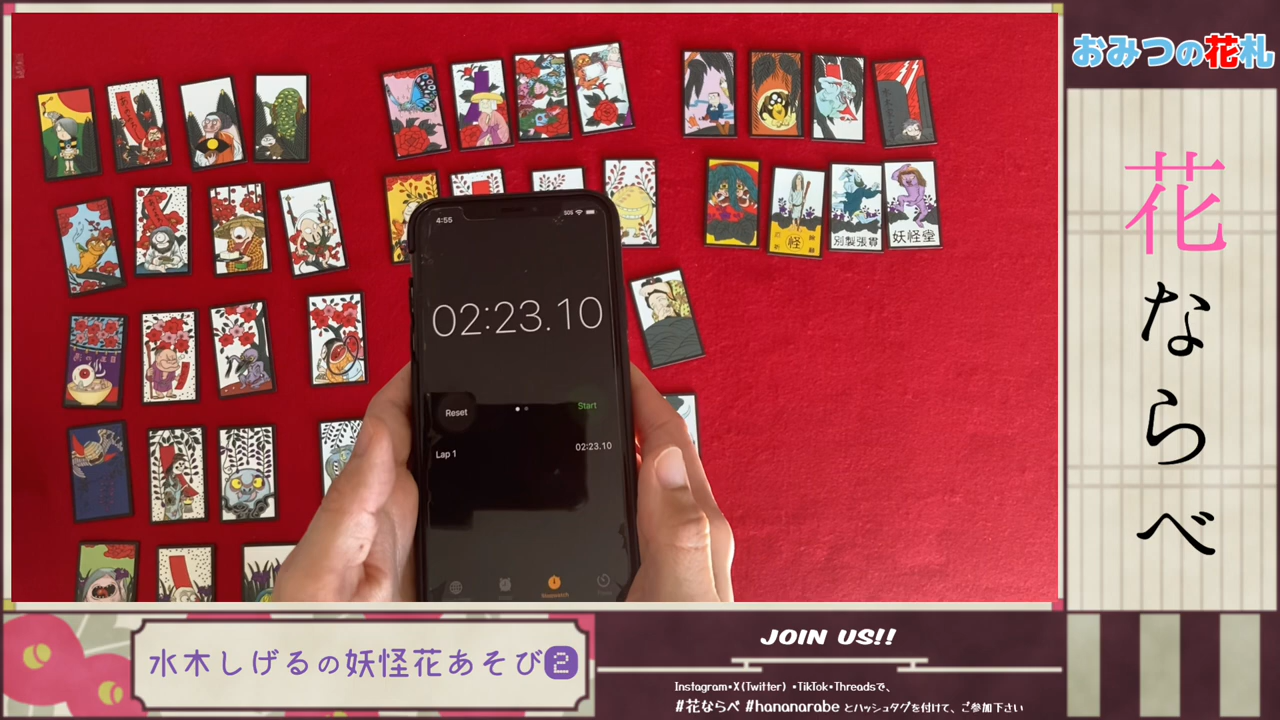 おみつの花札
花ならべ
4:55
SOS
02:23.10
Reset
Start
Lap 1
02:23.10
Stopwatch
別製張貫
妖怪堂
怪
水木しげるの妖怪花あそび2
JOIN US!!
Instagram・X(Twitter)・TikTok・Threadsで、
#花ならべ #hananarabe とハッシュタグを付けて、ご参加下さい